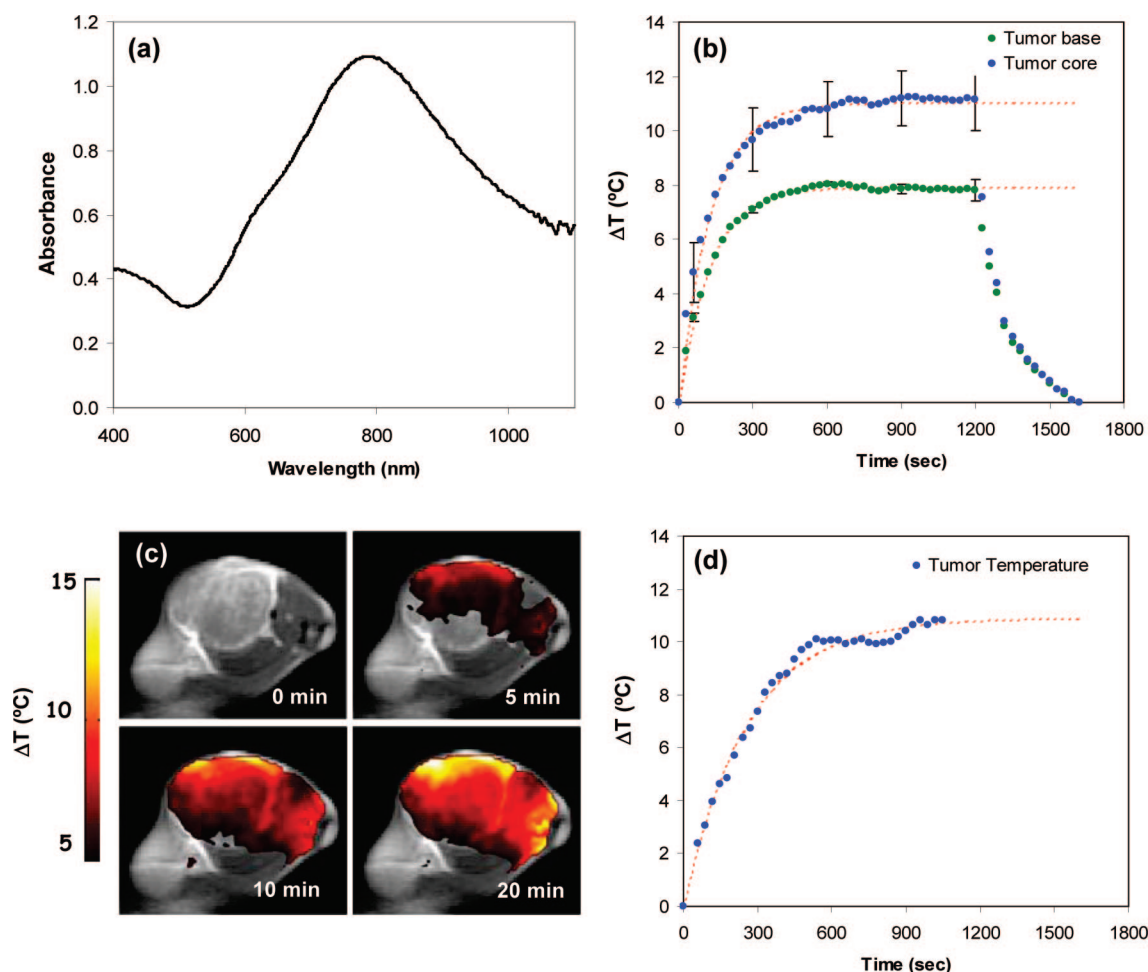 (a)
1.2
1.0
0.8
0.6
0.4
0.2
0.0
Absorbance
400 600 800 1000
Wavelength (nm)
(b)
Tumor base
Tumor core
14
12
10
8
6
4
2
0
ΔT (ºC)
0 300 600 900 1200 1500 1800
Time (sec)
(c)
15
10
5
ΔT (ºC)
0 min
5 min
10 min
20 min
(d)
Tumor Temperature
14
12
10
8
6
4
2
0
ΔT (ºC)
0 300 600 900 1200 1500 1800
Time (sec)